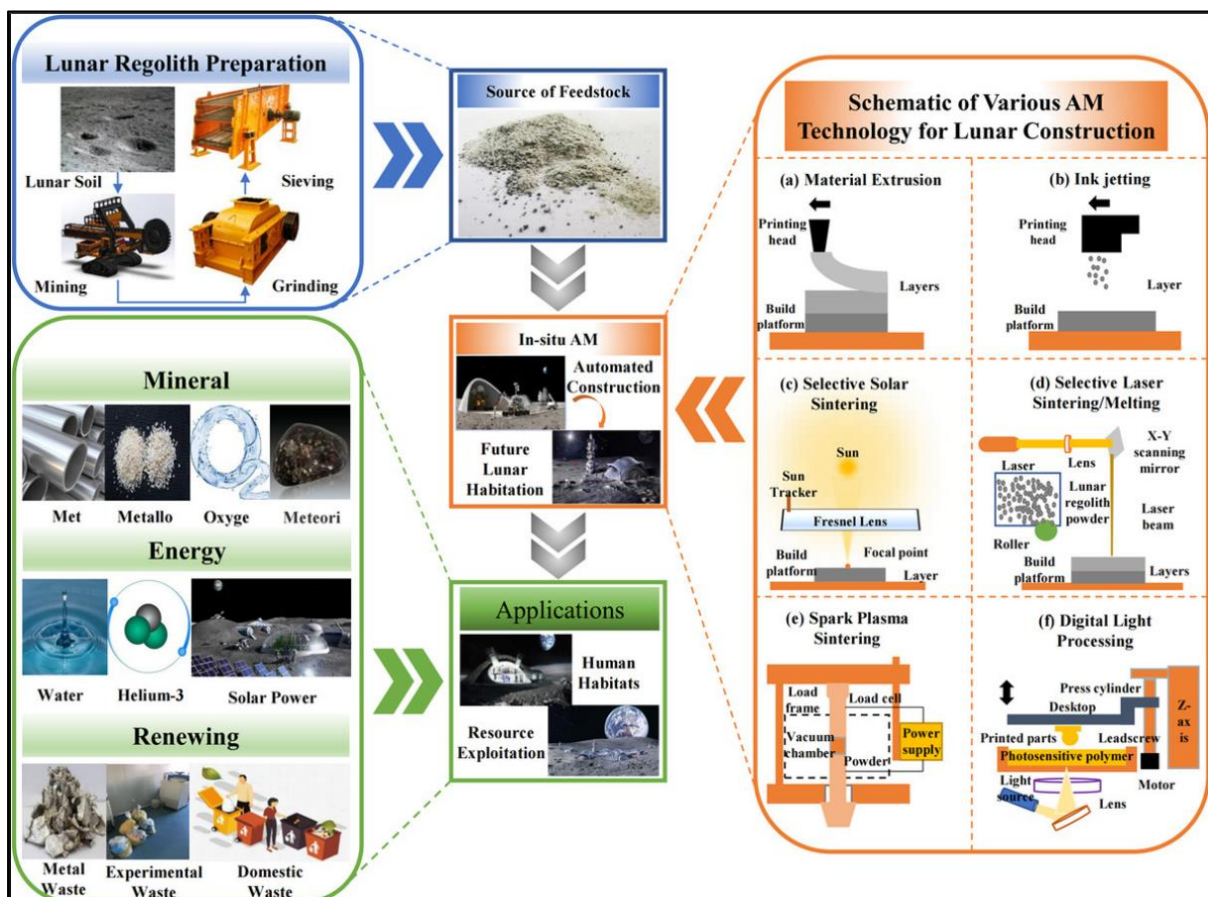 Lunar Regolith Preparation
Lunar Soil
Sieving
Mining
Grinding
Source of Feedstock
In-situ AM
Automated
Construction
Future
Lunar
Habitation
Applications
Human
Habitats
Resource
Exploitation
Mineral
Met
Metallo
Oxyge
Meteori
Energy
Water
Helium-3
Solar Power
Renewing
Metal
Waste
Experimental
Waste
Domestic
Waste
Schematic of Various AM
Technology for Lunar Construction
(a) Material Extrusion
Printing
head
Layers
Build
platform
(b) Ink jetting
Printing
head
Layer
Build
platform
(c) Selective Solar
Sintering
Sun
Sun
Tracker
Fresnel Lens
Build
platform
Focal point
Layer
(d) Selective Laser
Sintering/Melting
X-Y
scanning
mirror
Laser
Lens
Lunar
regolith
powder
Laser
beam
Roller
Build
platform
Layers
(e) Spark Plasma
Sintering
Load
frame
Load cell
Vacuum
chamber
Power
supply
Powder
(f) Digital Light
Processing
Press cylinder
Desktop
Z-
ax
is
Printed parts
Leadscrew
Photosensitive polymer
Light
source
Motor
Lens
O2